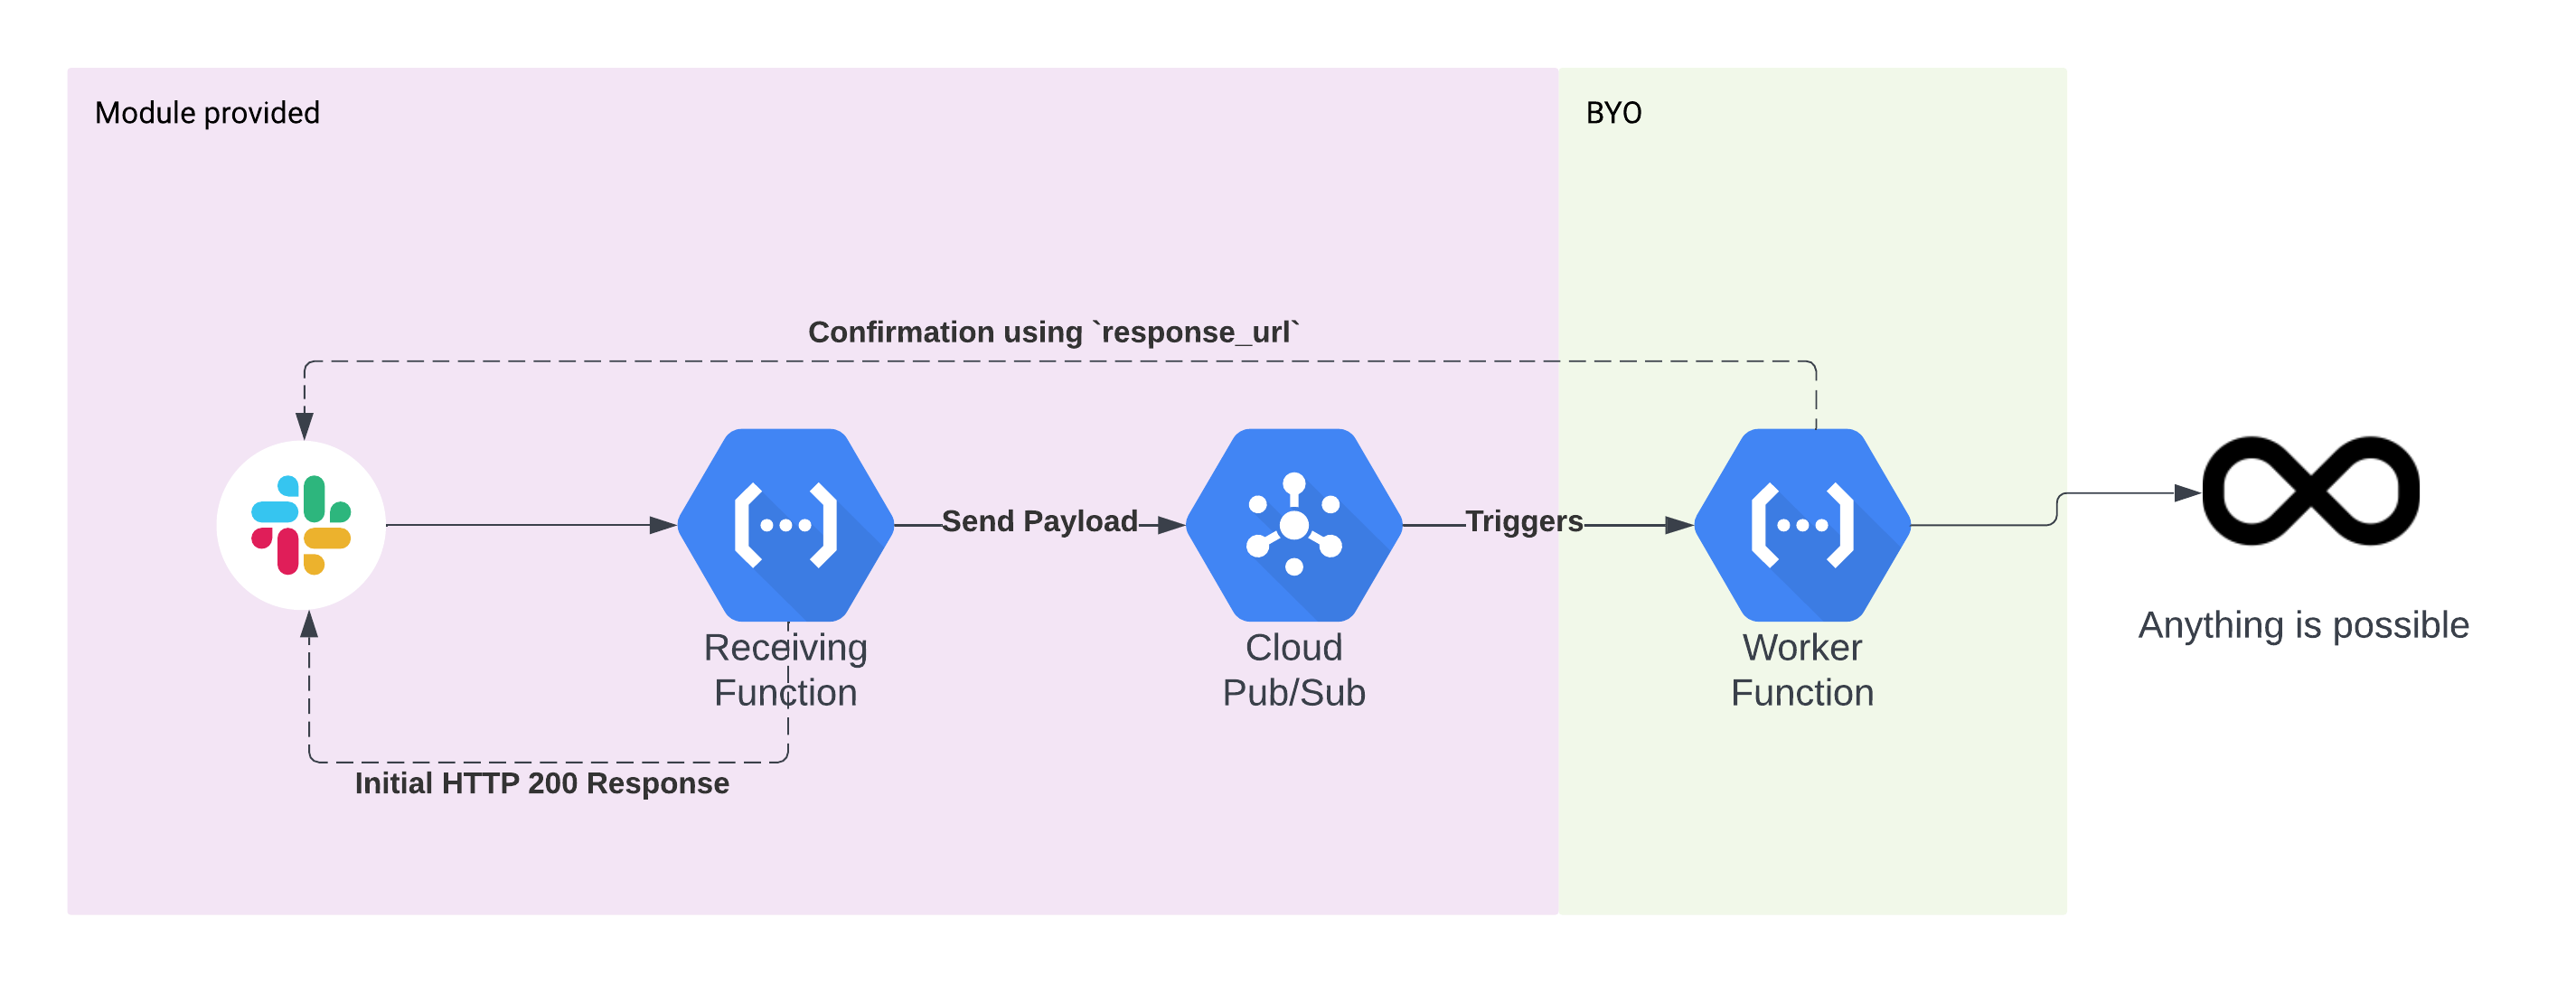 Module provided
BYO
Confirmation using `response_url`
Send Payload
Triggers
Receiving
Function
Cloud
Pub/Sub
Worker
Function
Anything is possible
Initial HTTP 200 Response